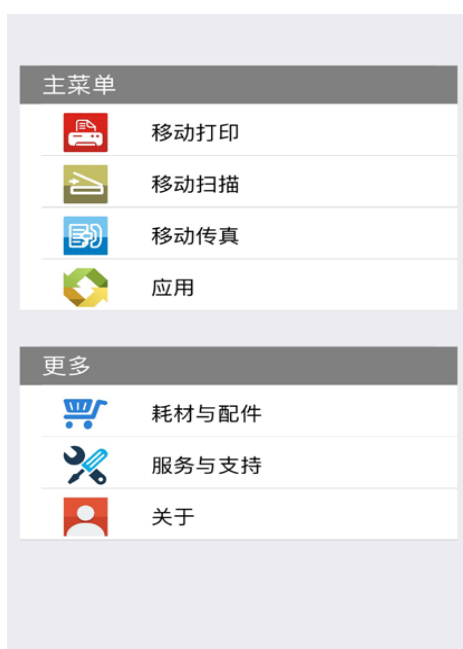 主菜单
移动打印
移动扫描
移动传真
应用
更多
耗材与配件
服务与支持
关于